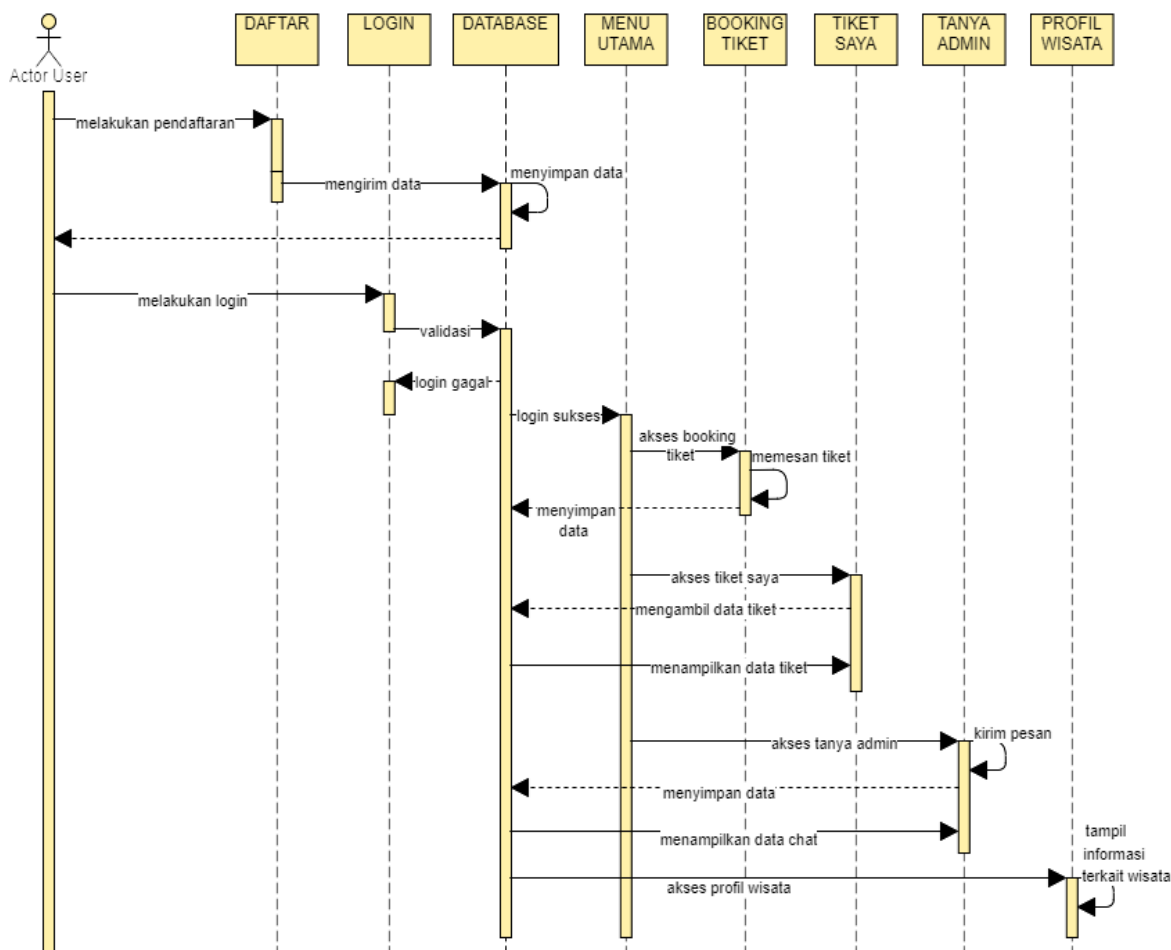 DAFTAR
LOGIN
DATABASE
MENU
UTAMA
BOOKING
TIKET
TIKET
SAYA
TANYA
ADMIN
PROFIL
WISATA
Actor User
melakukan pendaftaran
mengirim data
menyimpan data
melakukan login
validasi
login gagal
login sukses
akses booking
tiket
memesan tiket
menyimpan
data
akses tiket saya
mengambil data tiket
menampilkan data tiket
akses tanya admin
kirim pesan
menyimpan data
menampilkan data chat
akses profil wisata
tampil
informasi
terkait wisata